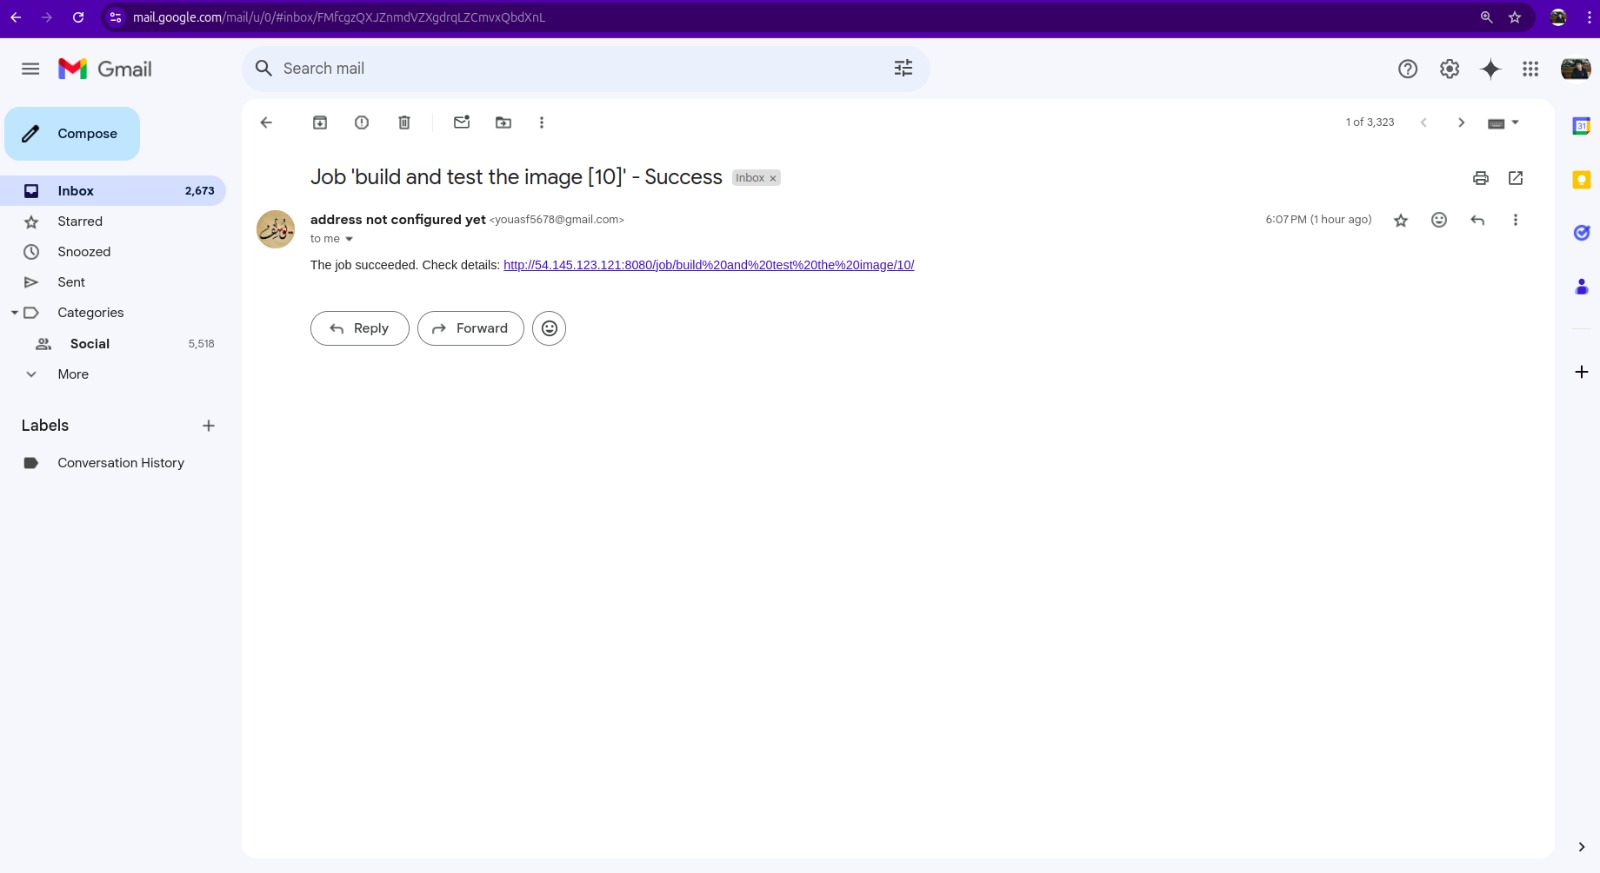 mail.google.com/mail/u/0/#inbox/FMfcgzQXJZnmdVZXgdrqLZCmvxQbdXnL
Gmail
Search mail
Compose
1 of 3,323
Inbox 2,673
Starred
Snoozed
Sent
Categories
Social 5,518
More
Labels
Conversation History
Job 'build and test the image [10]' - Success Inbox ×
address not configured yet <youasf5678@gmail.com> 6:07 PM (1 hour ago)
to me
The job succeeded. Check details: http://54.145.123.121:8080/job/build%20and%20test%20the%20image/10/
Reply Forward
31